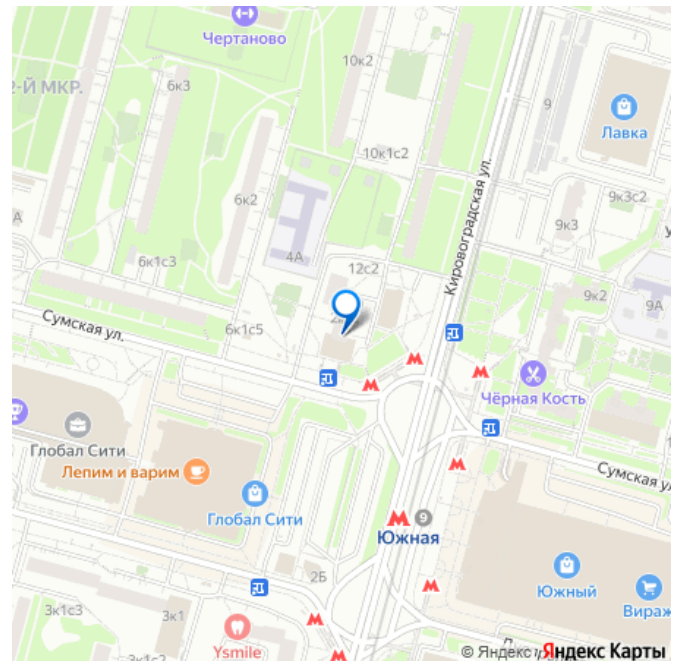 Чертаново
10к2
2-Й МКР.
6к3
9
Лавка
10к1с2
6к2
9к3с2
Кировоградская ул.
9к3
4А
6к1с3
12с2
9к2
9А
Сумская ул.
6к1с5
Чёрная Кость
Глобал Сити
Лепим и варим
Сумская ул
Глобал Сити
9
Южная
2Б
Южный
Вираж
3к1с3
3к1
3к1с2
Ysmile
© Яндекс
Яндекс Карты